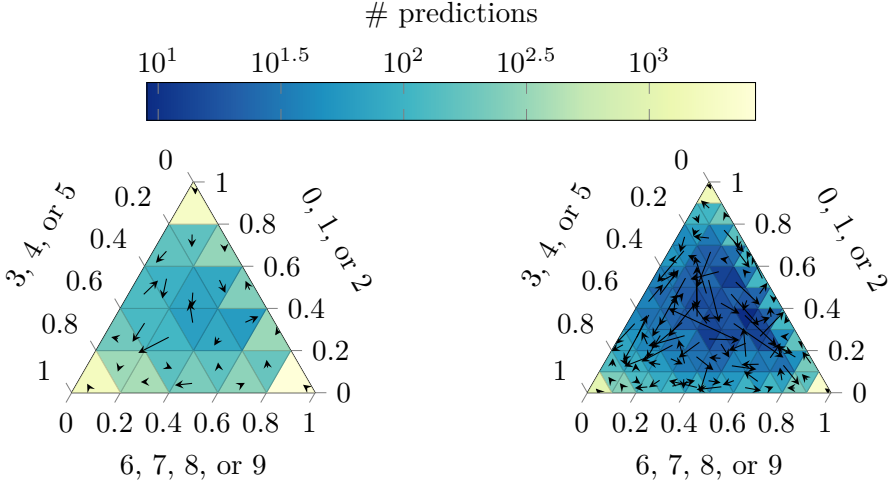 # predictions
10^1 10^1.5 10^2 10^2.5 10^3
0 0.2 0.4 0.6 0.8 1
3, 4, or 5
1 0.8 0.6 0.4 0.2 0
0, 1, or 2
0 0.2 0.4 0.6 0.8 1
6, 7, 8, or 9
0 0.2 0.4 0.6 0.8 1
3, 4, or 5
1 0.8 0.6 0.4 0.2 0
0, 1, or 2
0 0.2 0.4 0.6 0.8 1
6, 7, 8, or 9